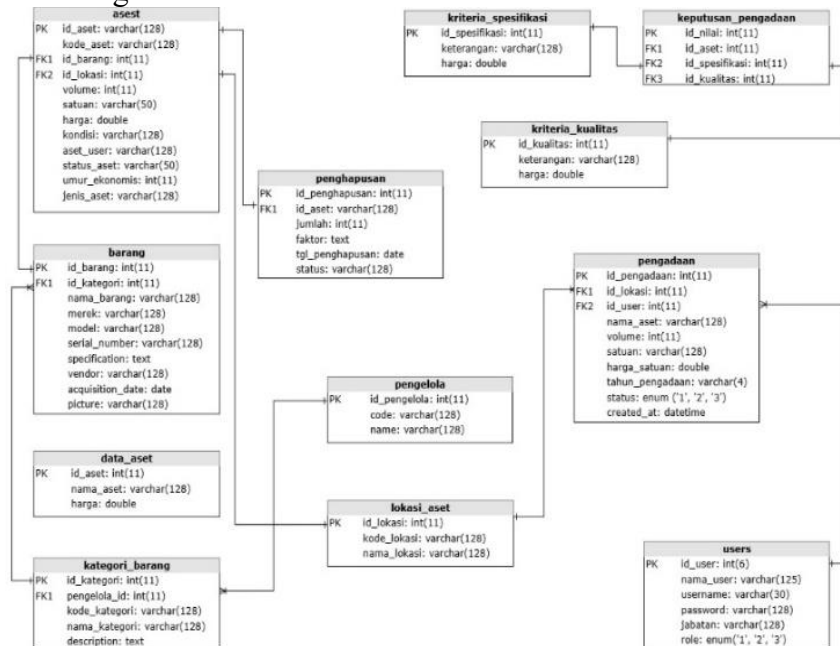 asest
PK id_aset: varchar(128)
kode_aset: varchar(128)
FK1 id_barang: int(11)
FK2 id_lokasi: int(11)
volume: int(11)
satuan: varchar(50)
harga: double
kondisi: varchar(128)
aset_user: varchar(128)
status_aset: varchar(50)
umur_ekonomis: int(11)
jenis_aset: varchar(128)
kriteria_spesifikasi
PK id_spesifikasi: int(11)
keterangan: varchar(128)
harga: double
keputusan_pengadaan
PK id_nilai: int(11)
FK1 id_aset: int(11)
FK2 id_spesifikasi: int(11)
FK3 id_kualitas: int(11)
kriteria_kualitas
PK id_kualitas: int(11)
keterangan: varchar(128)
harga: double
penghapusan
PK id_penghapusan: int(11)
FK1 id_aset: varchar(128)
jumlah: int(11)
faktor: text
tgl_penghapusan: date
status: varchar(128)
barang
PK id_barang: int(11)
FK1 id_kategori: int(11)
nama_barang: varchar(128)
merek: varchar(128)
model: varchar(128)
serial_number: varchar(128)
specification: text
vendor: varchar(128)
acquisition_date: date
picture: varchar(128)
pengadaan
PK id_pengadaan: int(11)
FK1 id_lokasi: int(11)
FK2 id_user: int(11)
nama_aset: varchar(128)
volume: int(11)
satuan: varchar(128)
harga_satuan: double
tahun_pengadaan: varchar(4)
status: enum ('1', '2', '3')
created_at: datetime
pengelola
PK id_pengelola: int(11)
code: varchar(128)
name: varchar(128)
data_aset
PK id_aset: int(11)
nama_aset: varchar(128)
harga: double
lokasi_aset
PK id_lokasi: int(11)
kode_lokasi: varchar(128)
nama_lokasi: varchar(128)
kategori_barang
PK id_kategori: int(11)
FK1 pengelola_id: int(11)
kode_kategori: varchar(128)
nama_kategori: varchar(128)
description: text
users
PK id_user: int(6)
nama_user: varchar(125)
username: varchar(30)
password: varchar(128)
jabatan: varchar(128)
role: enum('1', '2', '3')